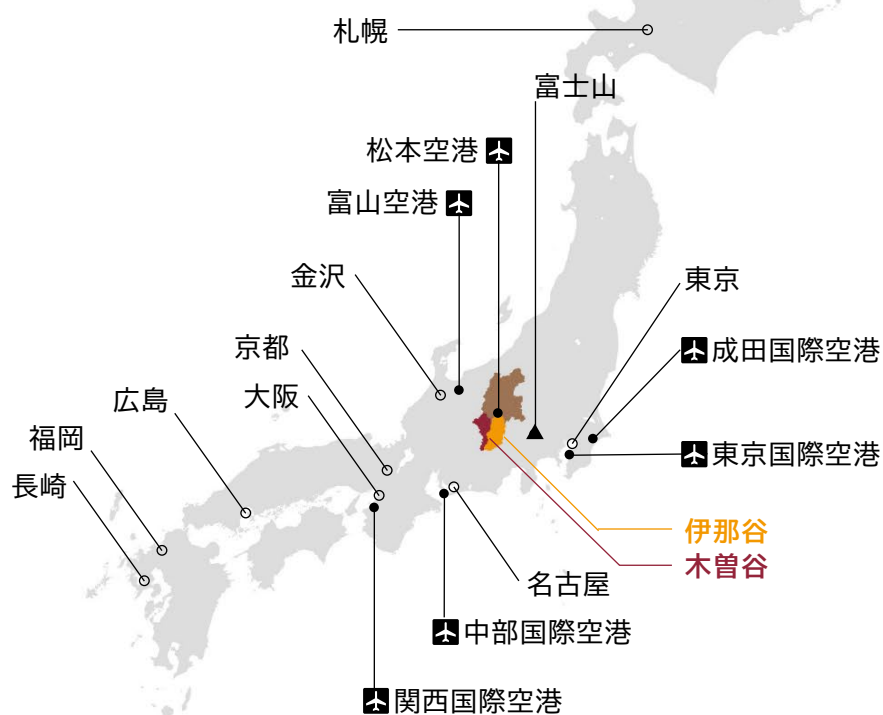 札幌
富士山
松本空港
富山空港
金沢
東京
京都
成田国際空港
大阪
広島
福岡
東京国際空港
長崎
伊那谷
木曽谷
名古屋
中部国際空港
関西国際空港